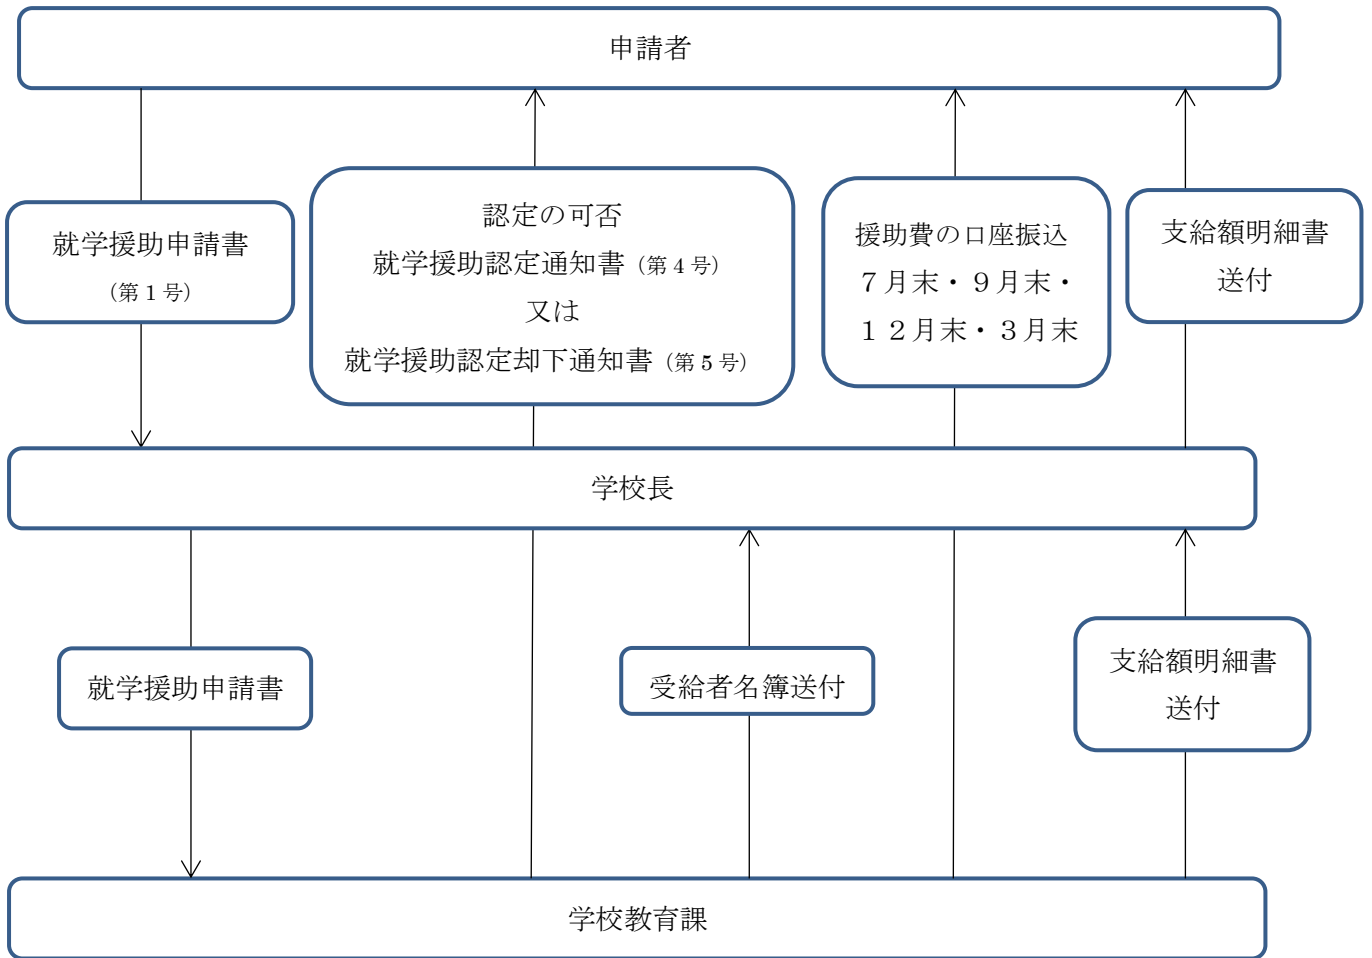 申請者
就学援助申請書
（第１号）
認定の可否
就学援助認定通知書（第４号）
又は
就学援助認定却下通知書（第５号）
援助費の口座振込
７月末・９月末・
１２月末・３月末
支給額明細書
送付
学校長
就学援助申請書
受給者名簿送付
支給額明細書
送付
学校教育課